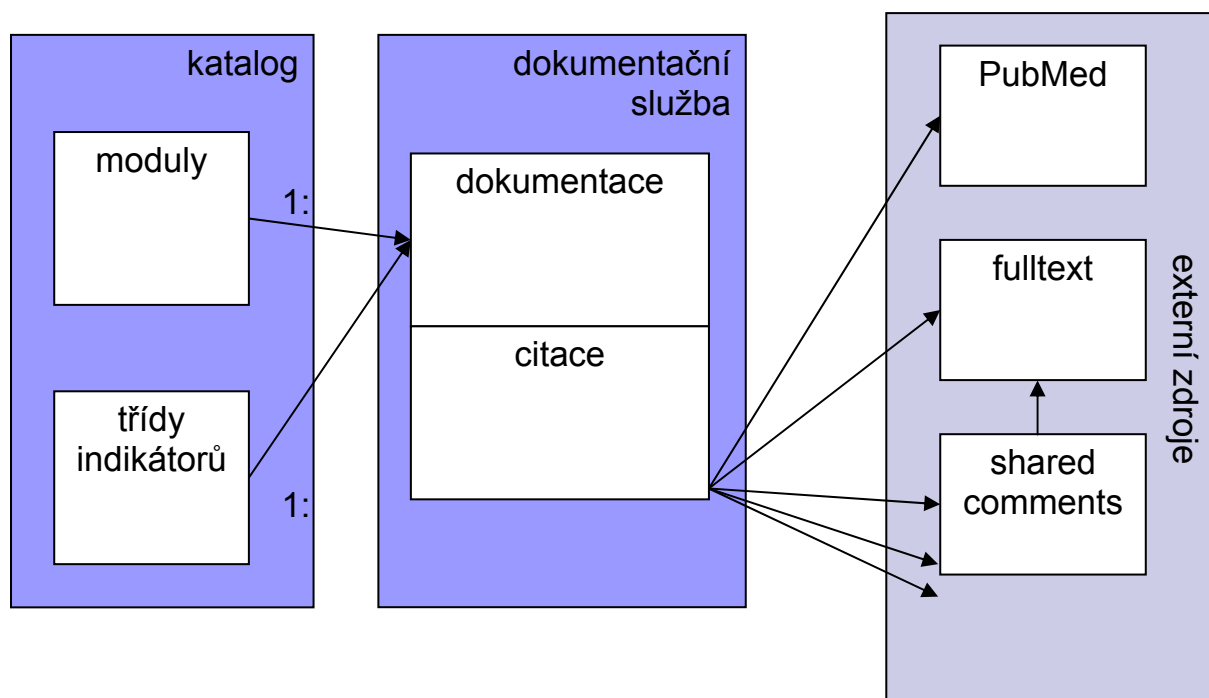 katalog
moduly
1:
třídy
indikátorů
1:
dokumentační
služba
dokumentace
citace
PubMed
fulltext
shared
comments
externí zdroje